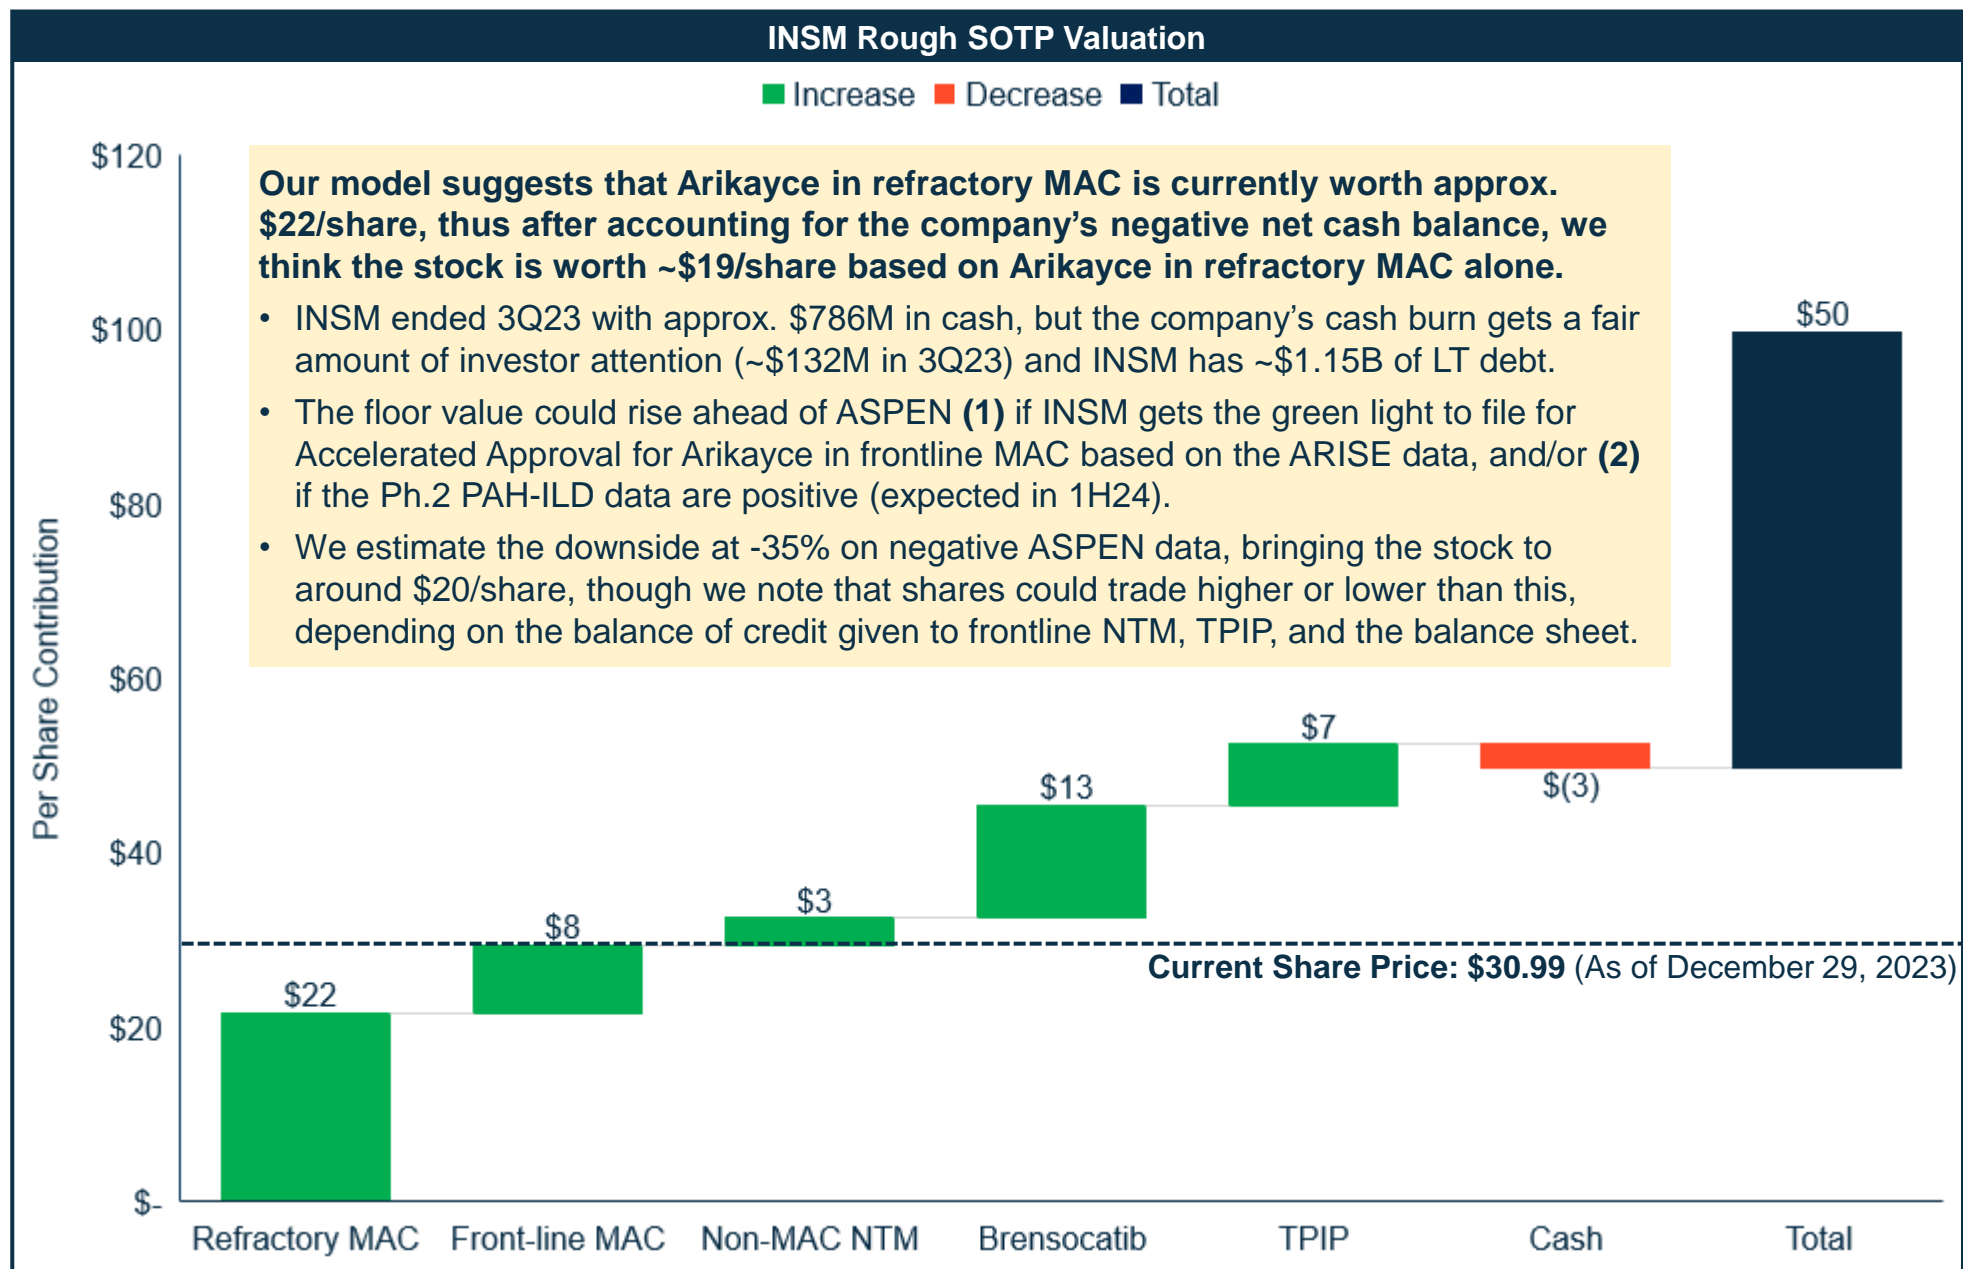 INSM Rough SOTP Valuation
Increase Decrease Total
Our model suggests that Arikayce in refractory MAC is currently worth approx.
$22/share, thus after accounting for the company’s negative net cash balance, we
think the stock is worth ~$19/share based on Arikayce in refractory MAC alone.
• INSM ended 3Q23 with approx. $786M in cash, but the company’s cash burn gets a fair
amount of investor attention (~$132M in 3Q23) and INSM has ~$1.15B of LT debt.
• The floor value could rise ahead of ASPEN (1) if INSM gets the green light to file for
Accelerated Approval for Arikayce in frontline MAC based on the ARISE data, and/or (2)
if the Ph.2 PAH-ILD data are positive (expected in 1H24).
• We estimate the downside at -35% on negative ASPEN data, bringing the stock to
around $20/share, though we note that shares could trade higher or lower than this,
depending on the balance of credit given to frontline NTM, TPIP, and the balance sheet.
Per Share Contribution
$120
$100
$80
$60
$40
$20
$-
$22
$8
$3
$13
$7
$(3)
$50
Current Share Price: $30.99 (As of December 29, 2023)
Refractory MAC Front-line MAC Non-MAC NTM Brensocatib TPIP Cash Total